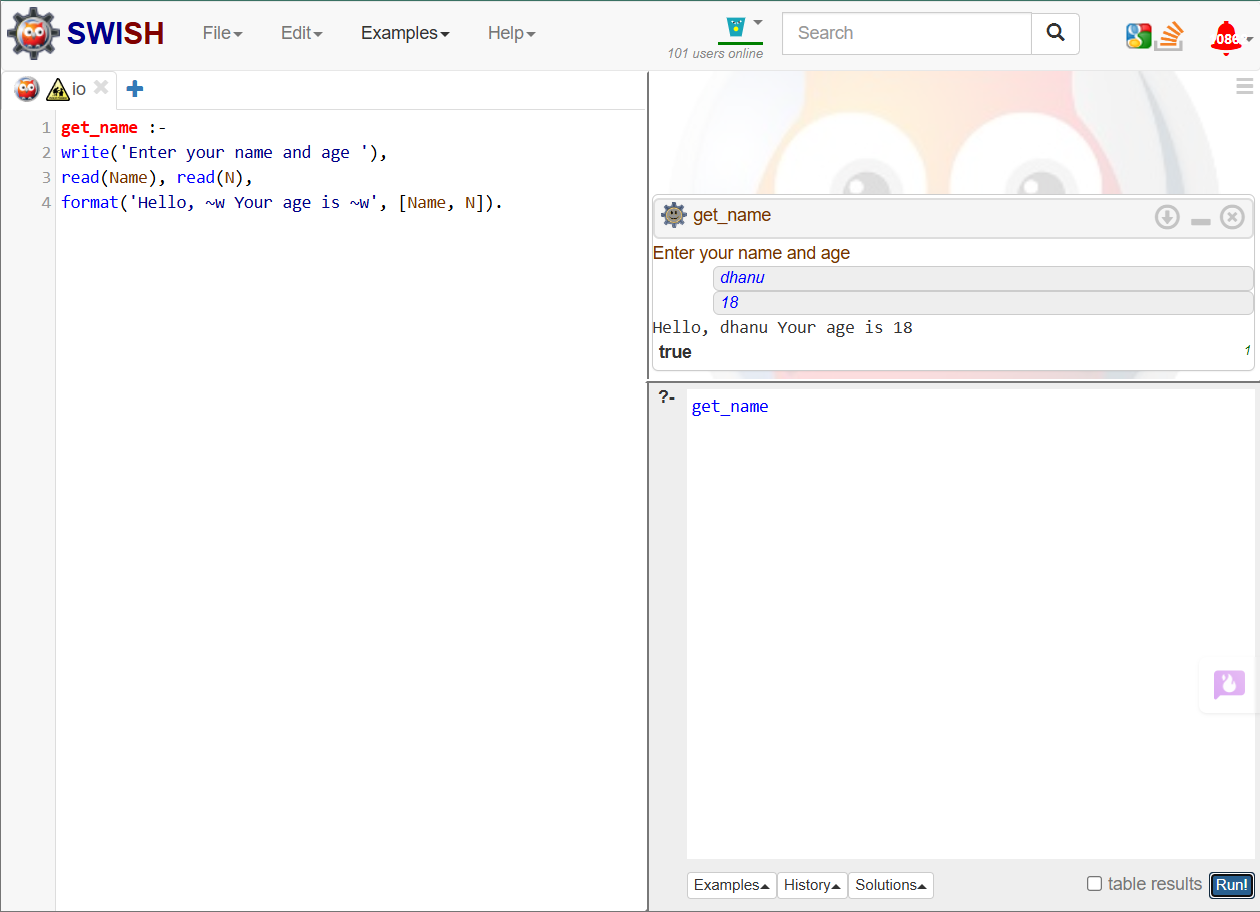 SWISH File Edit Examples Help Search
101 users online
io
1 get_name :-
2 write('Enter your name and age '),
3 read(Name), read(N),
4 format('Hello, ~w Your age is ~w', [Name, N]).
get_name
Enter your name and age
dhanu
18
Hello, dhanu Your age is 18
true 1
?- get_name
Examples History Solutions table results Run!